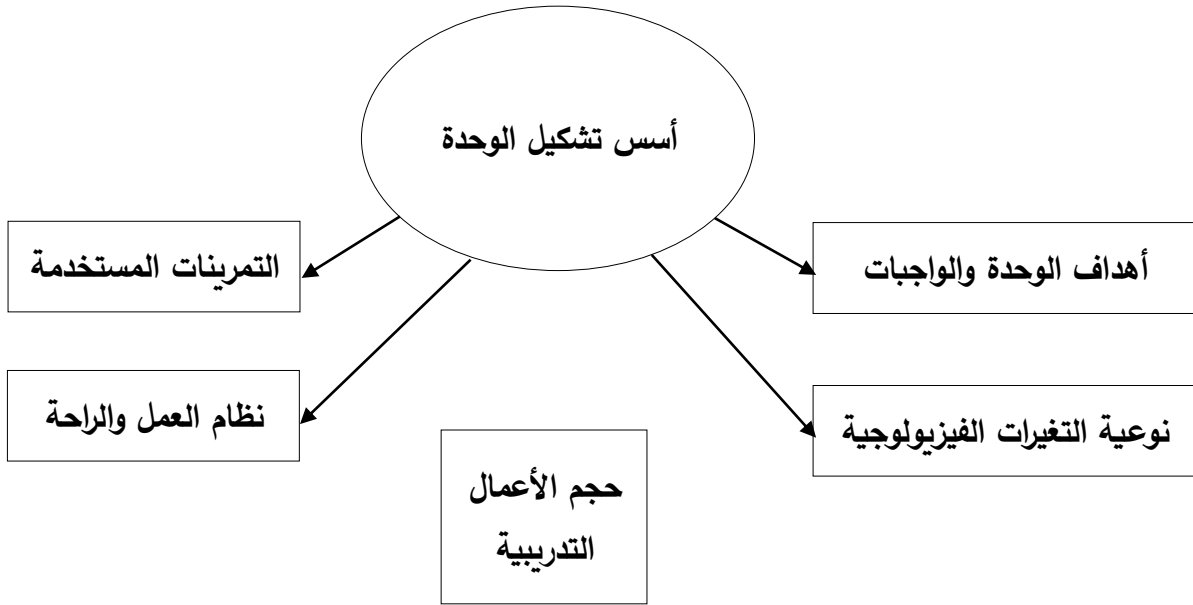 أسس تشكيل الوحدة
أهداف الوحدة والواجبات
التمرينات المستخدمة
نوعية التغيرات الفيزيولوجية
نظام العمل والراحة
حجم الأعمال
التدريبية